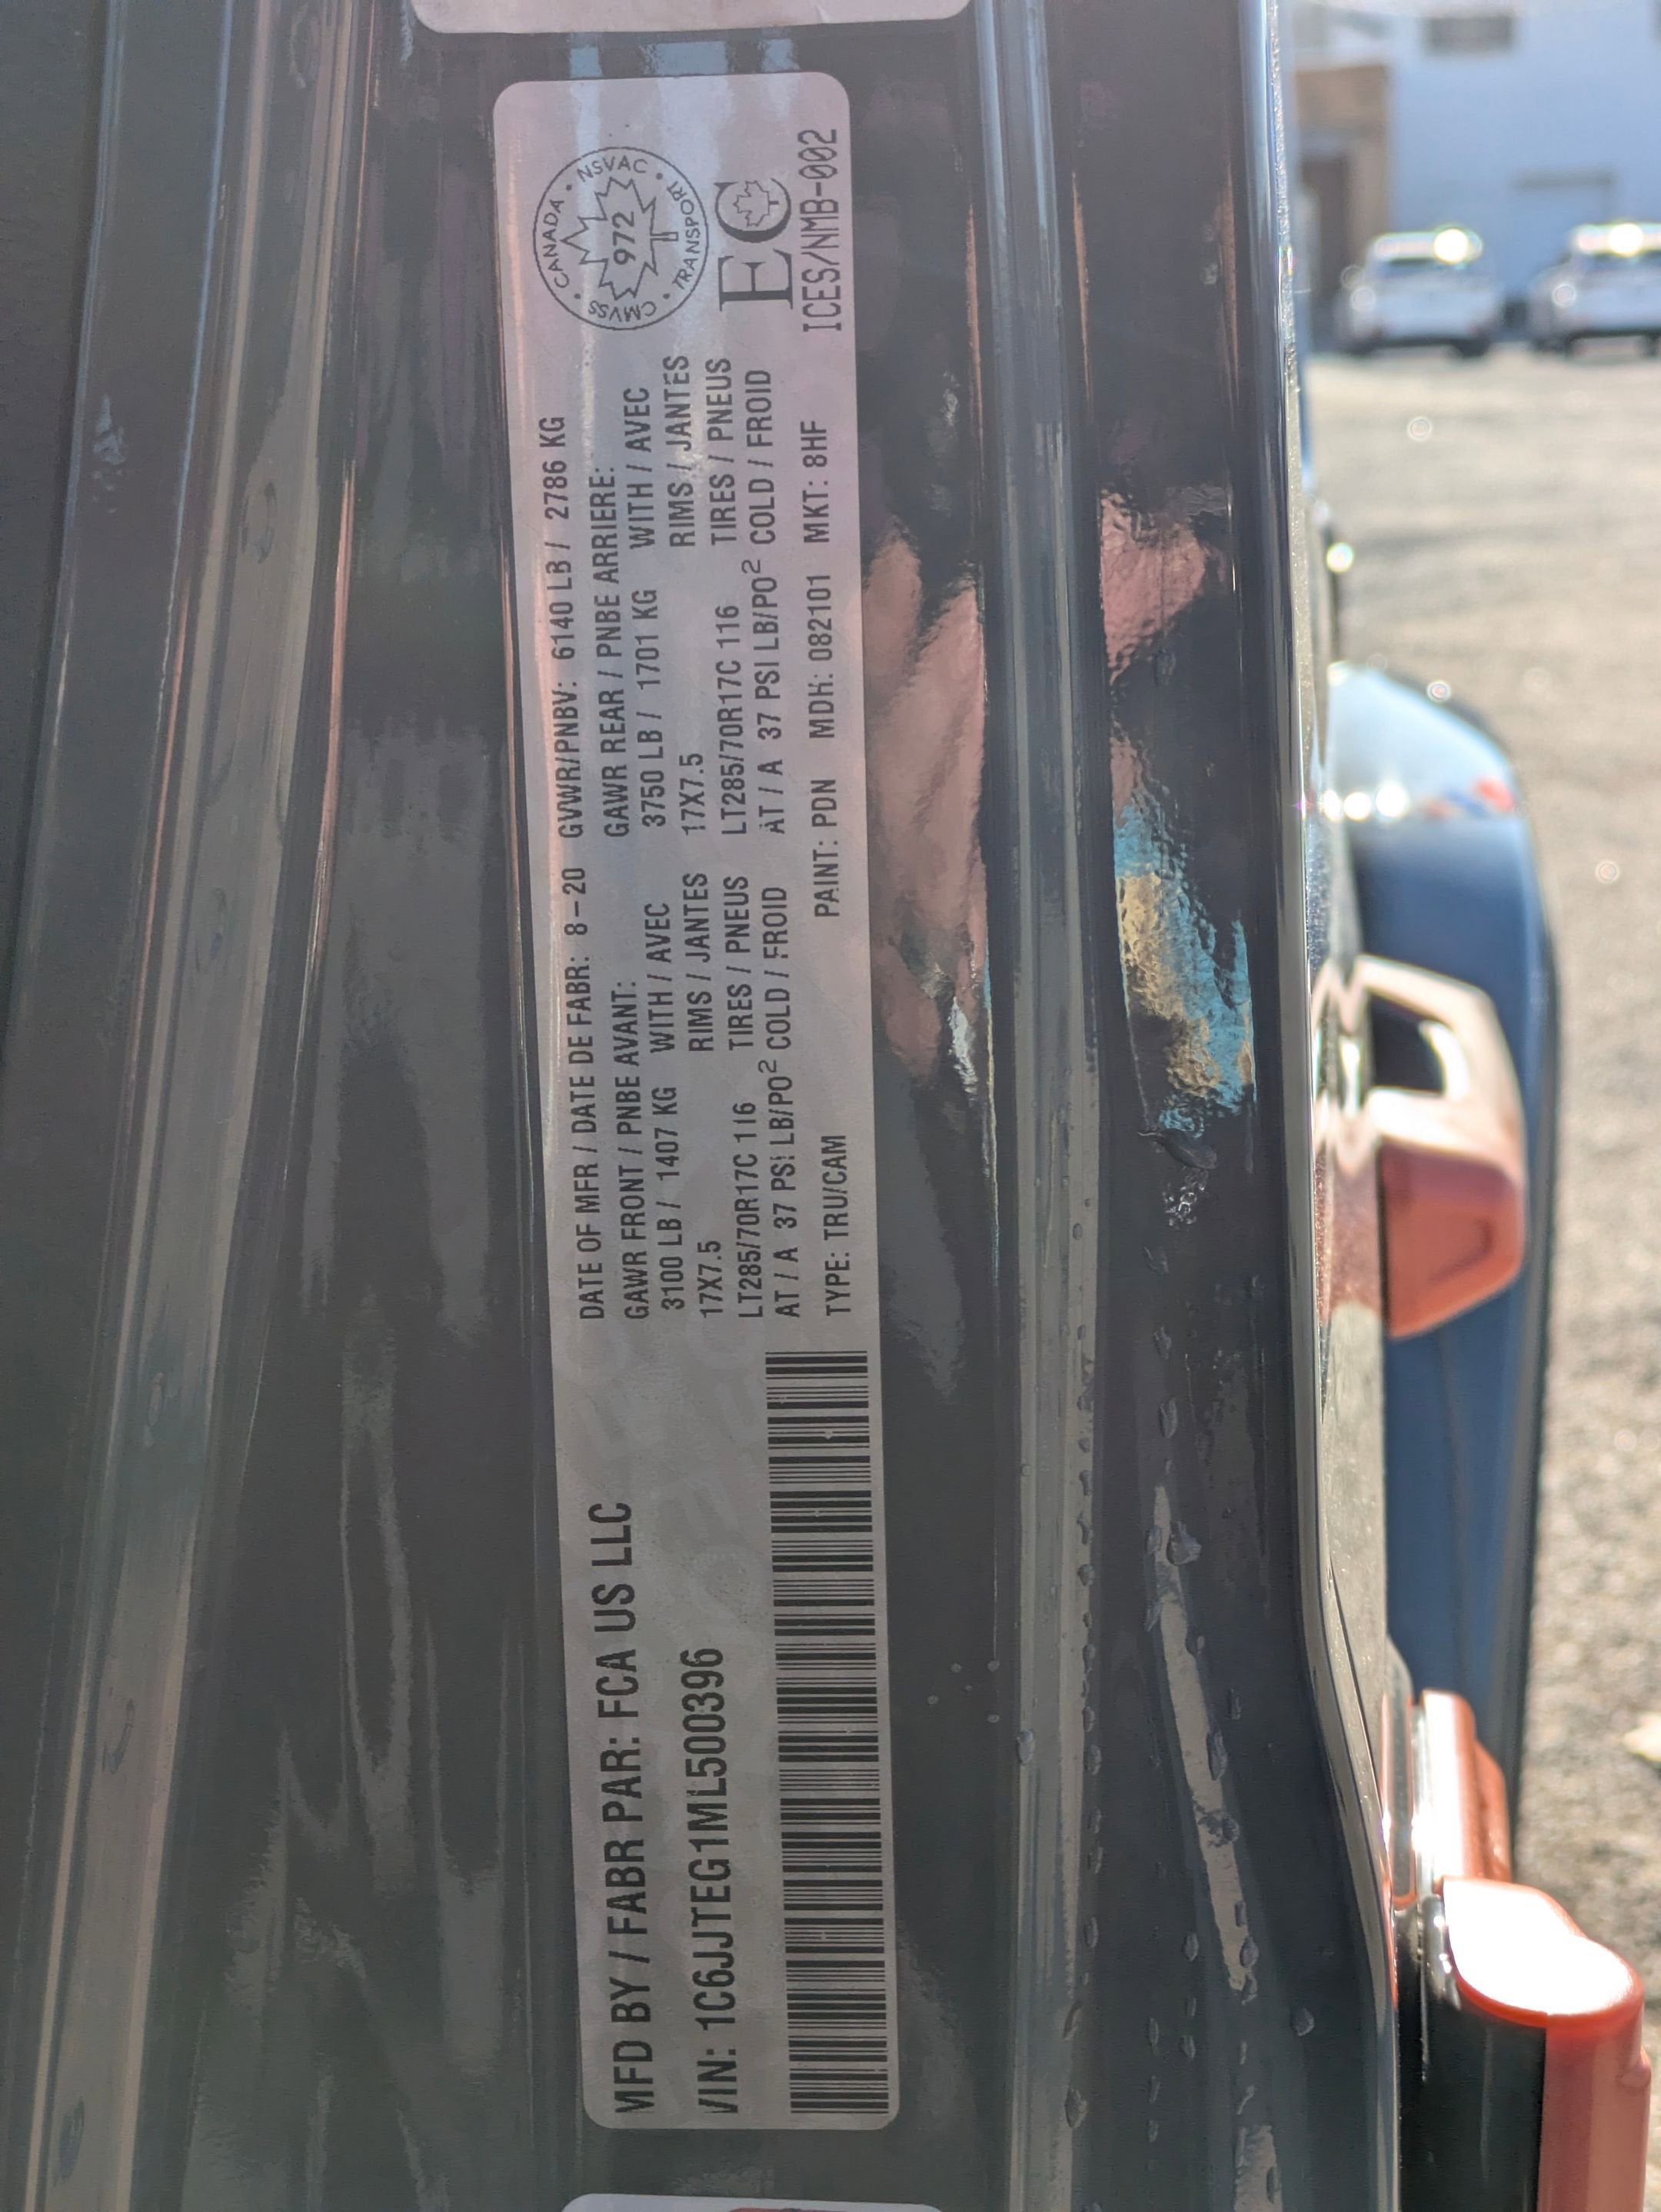 MFD BY / FABR PAR: FCA US LLC
VIN: 1C6JJTEG1ML500396
DATE OF MFR / DATE DE FABR: 8-20 GVWR/PNBV: 6140 LB / 2786 KG
GAWR FRONT / PNBE AVANT: GAWR REAR / PNBE ARRIERE:
3100 LB / 1407 KG WITH / AVEC 3750 LB / 1701 KG WITH / AVEC
17X7.5 RIMS / JANTES 17X7.5 RIMS / JANTES
LT285/70R17C 116 TIRES / PNEUS LT285/70R17C 116 TIRES / PNEUS
AT / A 37 PSI LB/PO² COLD / FROID AT / A 37 PSI LB/PO² COLD / FROID
TYPE: TRU/CAM PAINT: PDN MDH: 082101 MKT: 8HF
CANADA • NSVAC • TRANSPORT • CMVSS •
972
EC
ICES/NMB-002